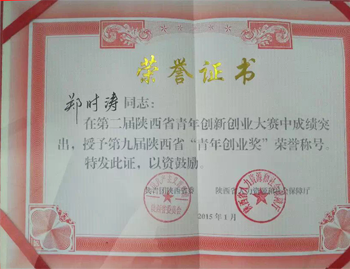 荣誉证书
郑时涛同志：
在第二届陕西省青年创新创业大赛中成绩突
出，授予第九届陕西省“青年创业奖”荣誉称号。
特发此证，以资鼓励。
2015年1月